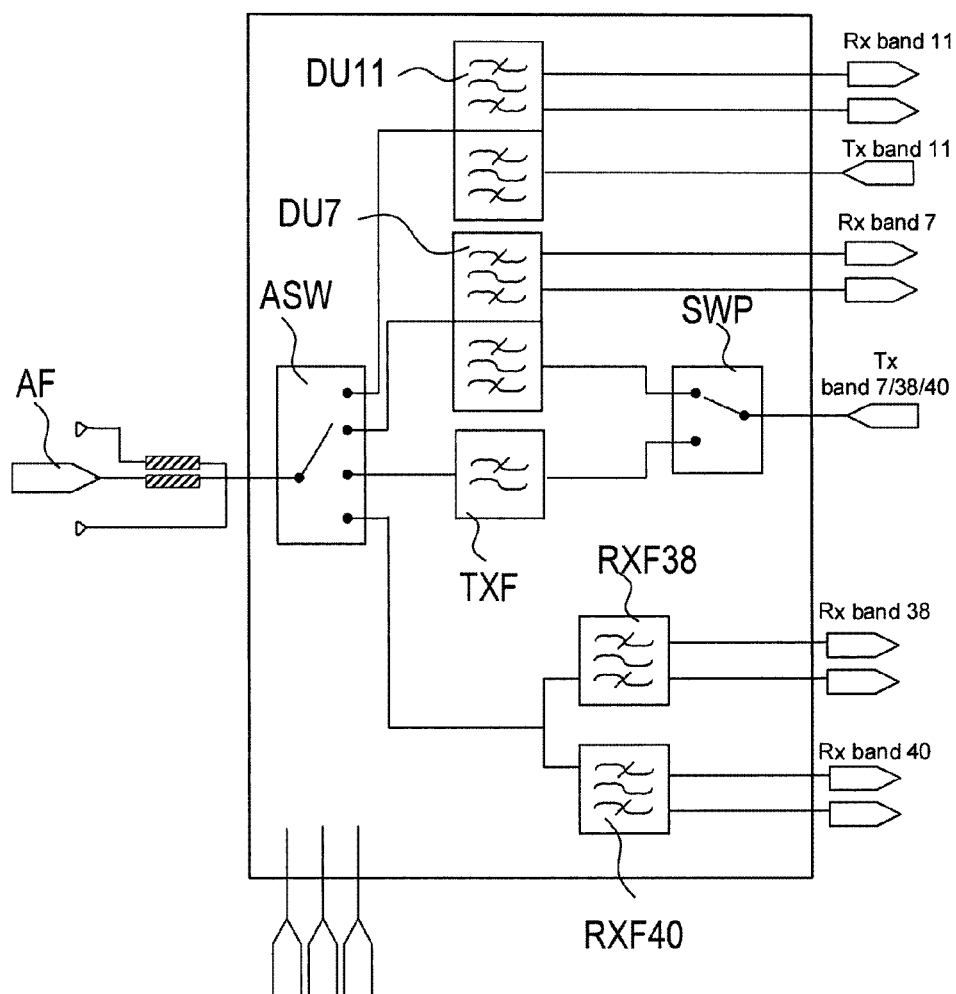 Rx band 11
DU11
Tx band 11
DU7
Rx band 7
ASW
SWP
AF
Tx
band 7/38/40
TXF
RXF38
Rx band 38
Rx band 40
RXF40